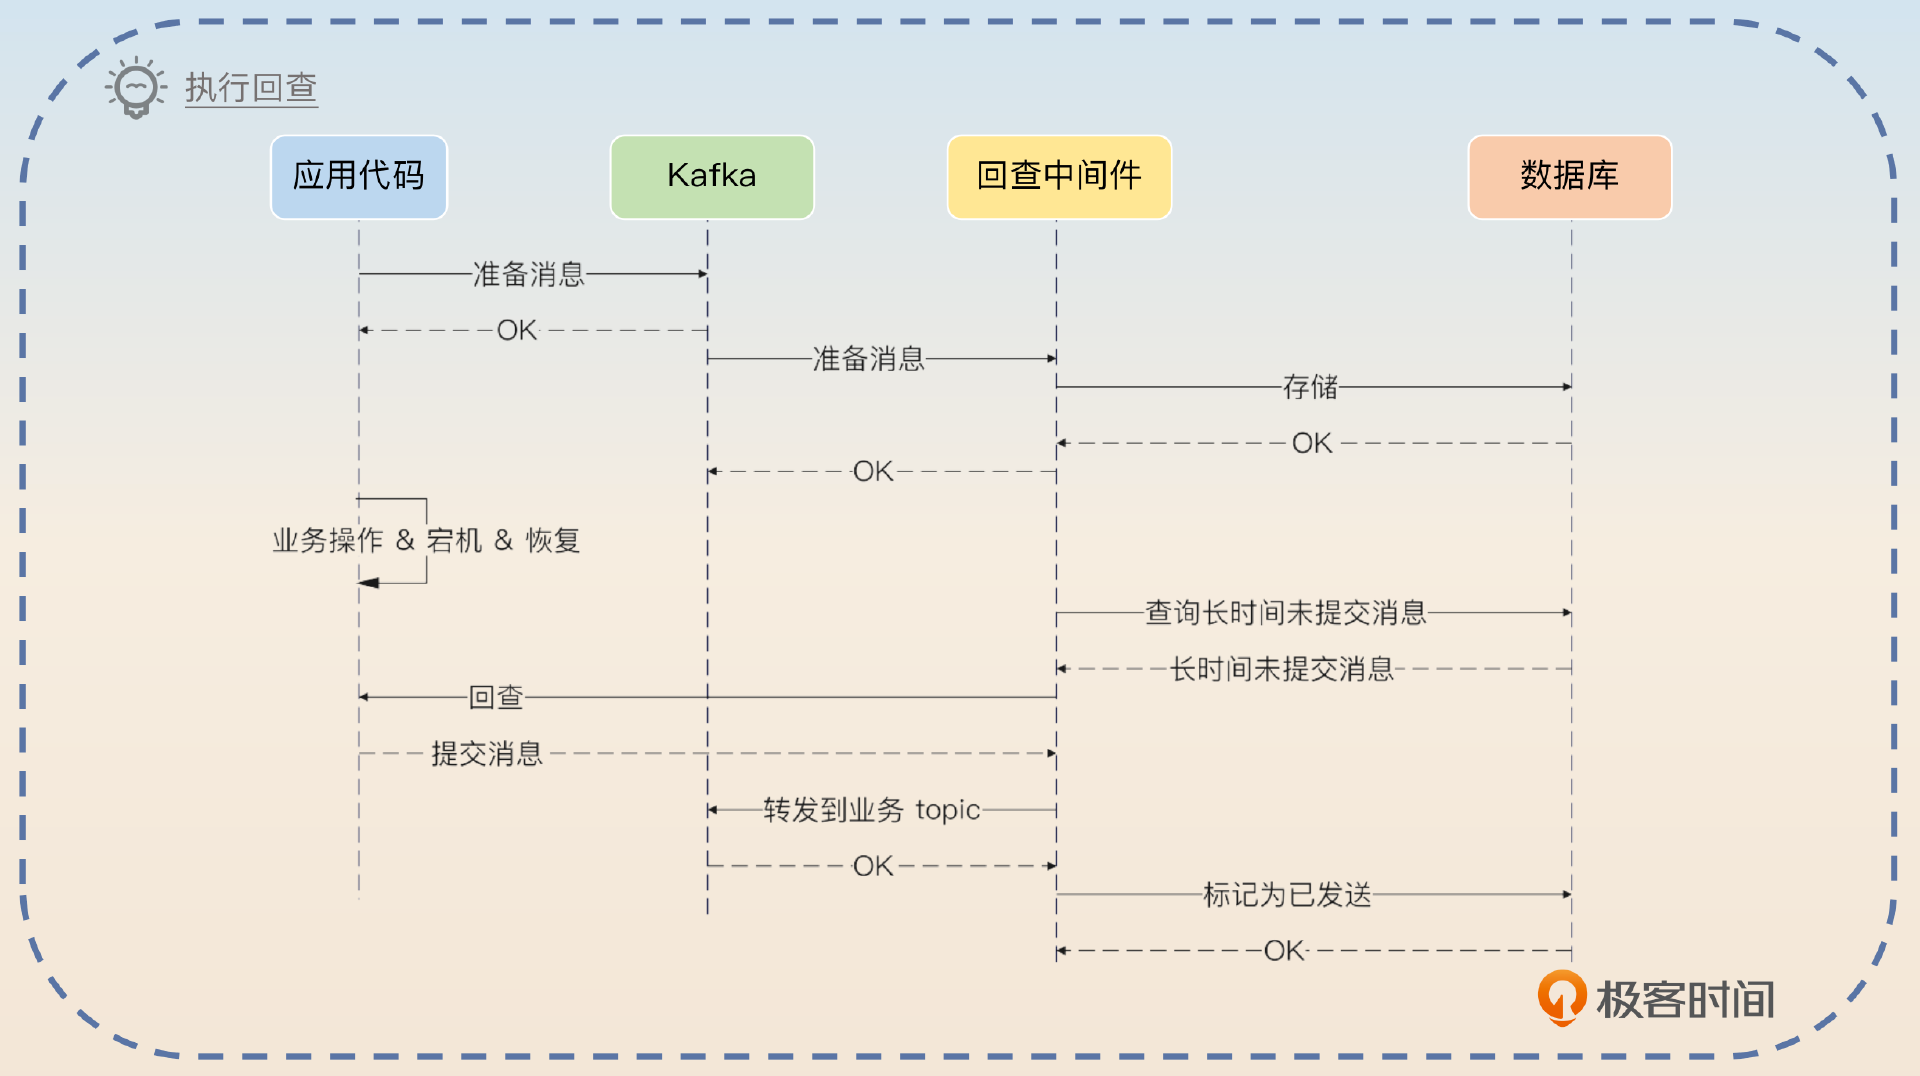 执行回查
应用代码
Kafka
回查中间件
数据库
准备消息
OK
准备消息
存储
OK
OK
业务操作 & 宕机 & 恢复
查询长时间未提交消息
长时间未提交消息
回查
提交消息
转发到业务 topic
OK
标记为已发送
OK
极客时间